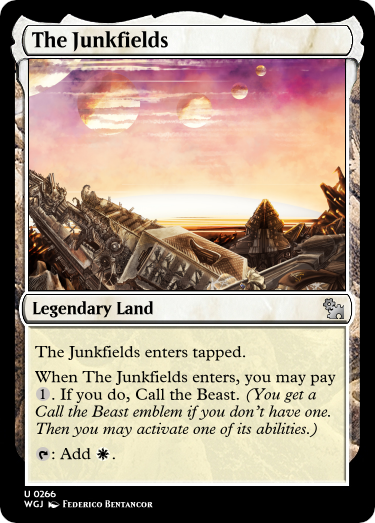 The Junkfields
Legendary Land
The Junkfields enters tapped.
When The Junkfields enters, you may pay
1. If you do, Call the Beast. (You get a
Call the Beast emblem if you don't have one.
Then you may activate one of its abilities.)
: Add .
U 0266
WGJ Federico Bentancor